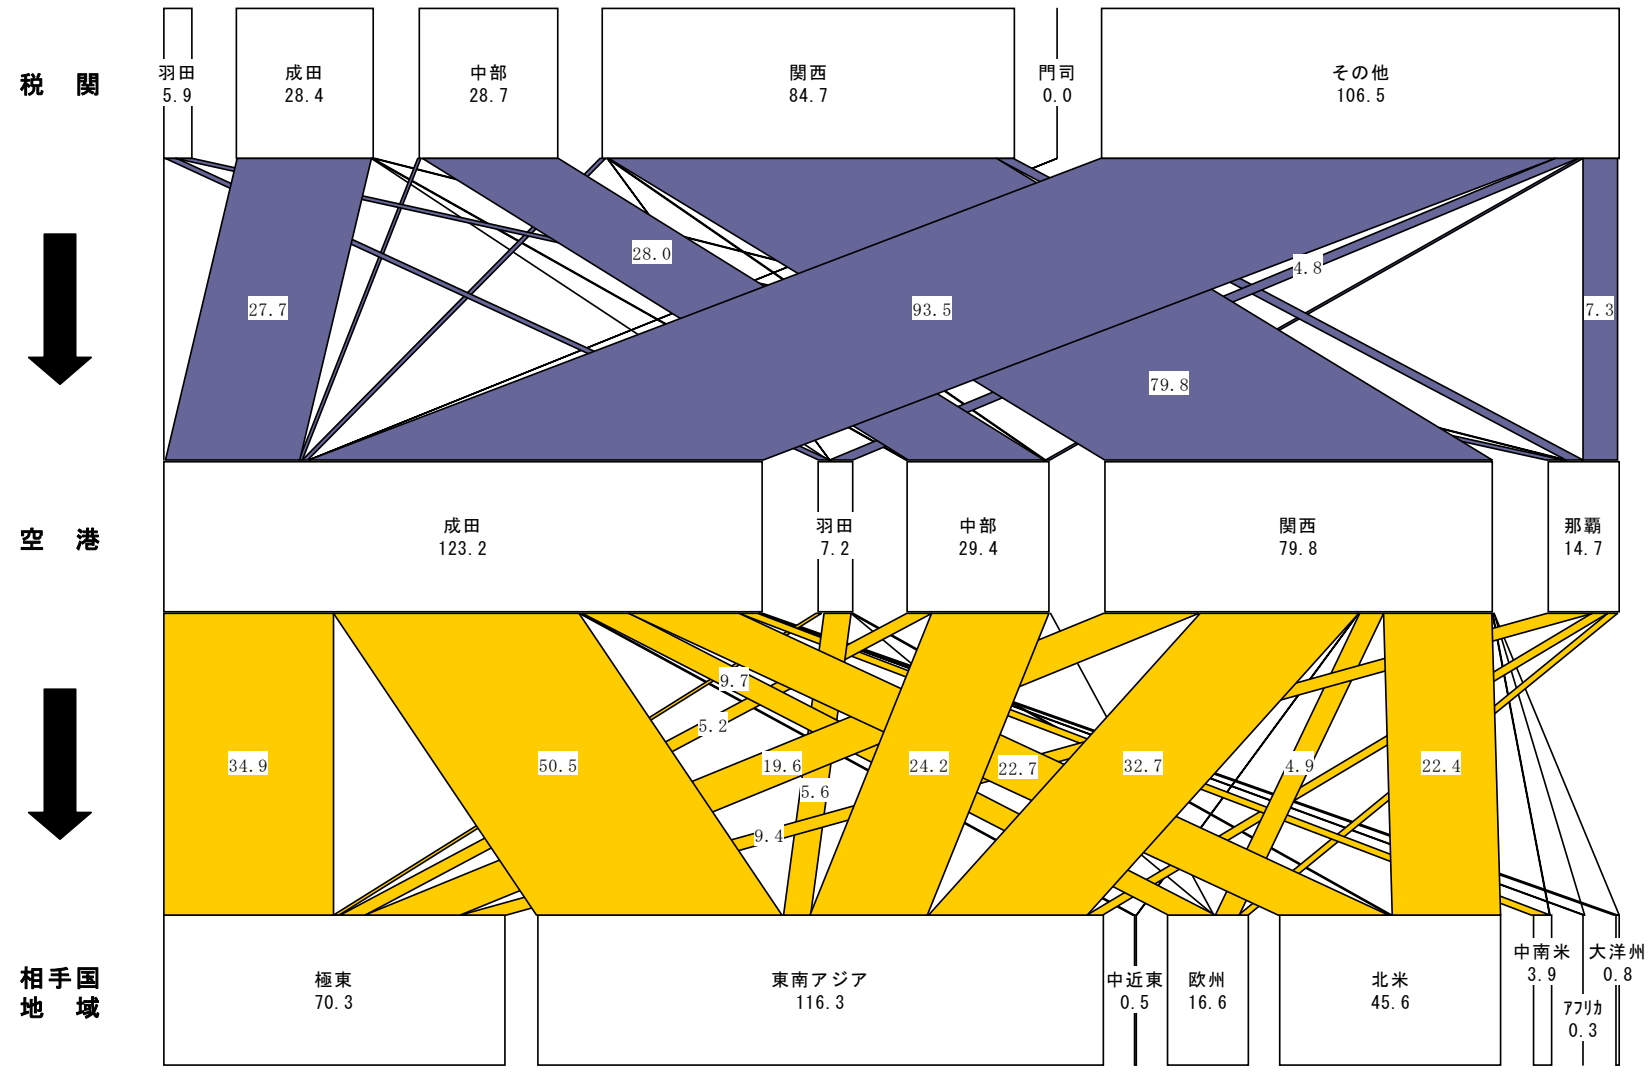 税 関
羽田
5.9
成田
28.4
中部
28.7
関西
84.7
門司
0.0
その他
106.5
28.0
4.8
27.7
93.5
7.3
79.8
空 港
成田
123.2
羽田
7.2
中部
29.4
関西
79.8
那覇
14.7
9.7
5.2
34.9
50.5
19.6
24.2
22.7
32.7
4.9
22.4
5.6
9.4
相手国
地 域
極東
70.3
東南アジア
116.3
中近東
0.5
欧州
16.6
北米
45.6
中南米
3.9
アフリカ
0.3
大洋州
0.8